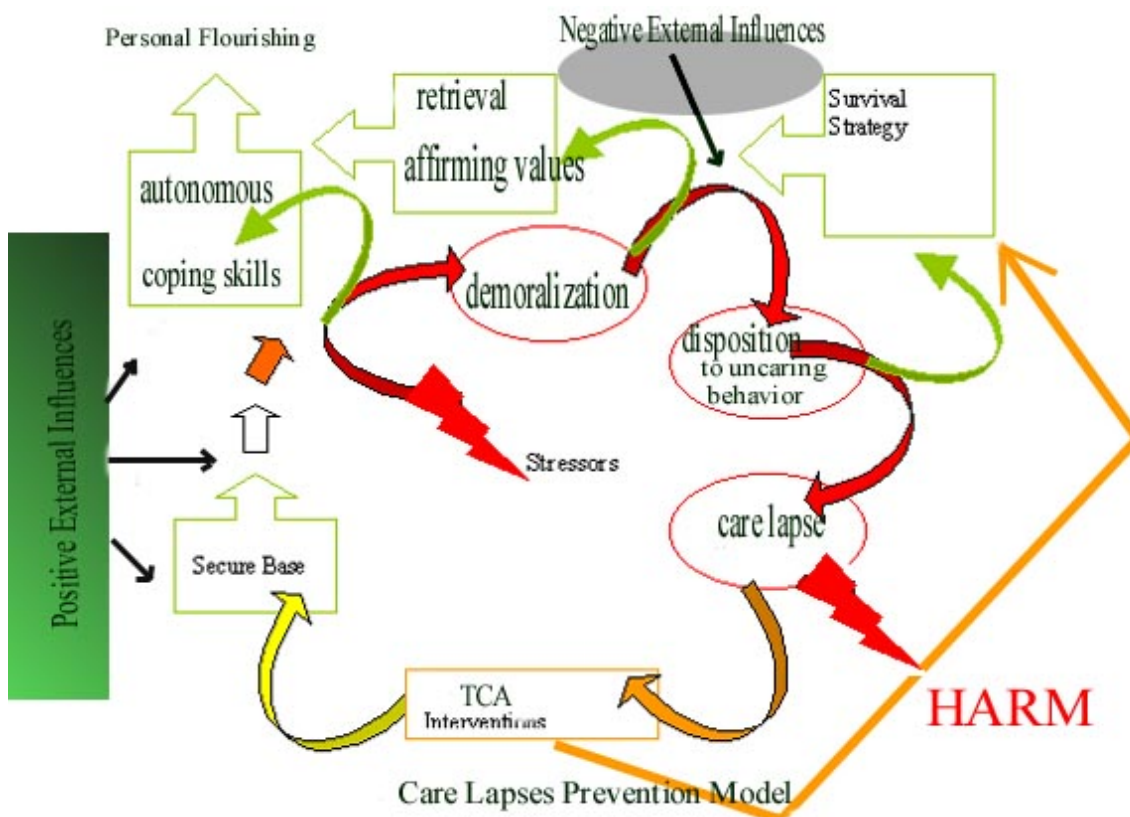 Personal Flourishing
Negative External Influences
retrieval
affirming values
Survival
Strategy
autonomous
coping skills
demoralization
disposition
to uncaring
behavior
Positive External Influences
Stressors
care lapse
Secure Base
TCA
Interventions
HARM
Care Lapses Prevention Model